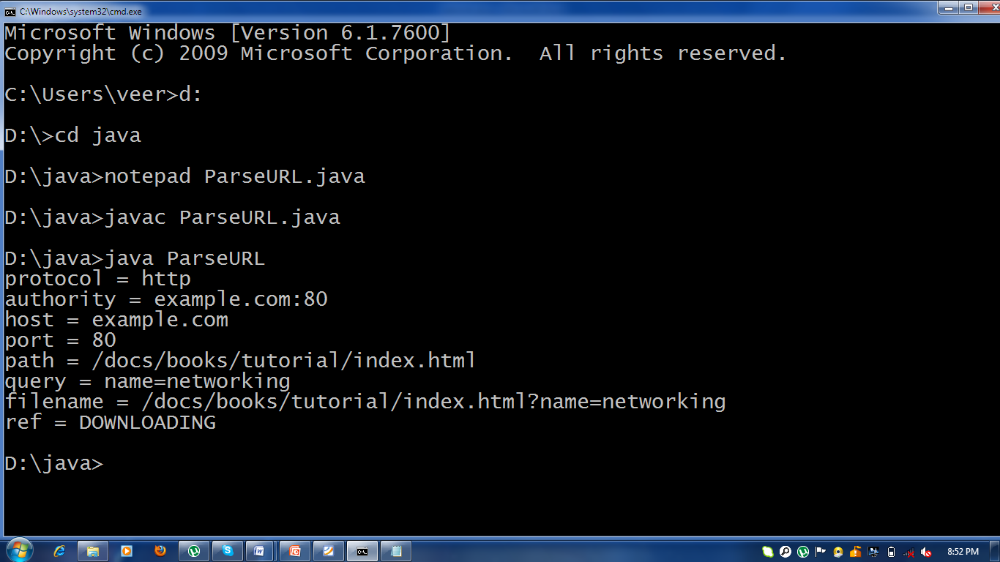 C:\Windows\system32\cmd.exe
Microsoft Windows [Version 6.1.7600]
Copyright (c) 2009 Microsoft Corporation.  All rights reserved.
C:\Users\veer>d:
D:\>cd java
D:\java>notepad ParseURL.java
D:\java>javac ParseURL.java
D:\java>java ParseURL
protocol = http
authority = example.com:80
host = example.com
port = 80
path = /docs/books/tutorial/index.html
query = name=networking
filename = /docs/books/tutorial/index.html?name=networking
ref = DOWNLOADING
D:\java>
8:52 PM